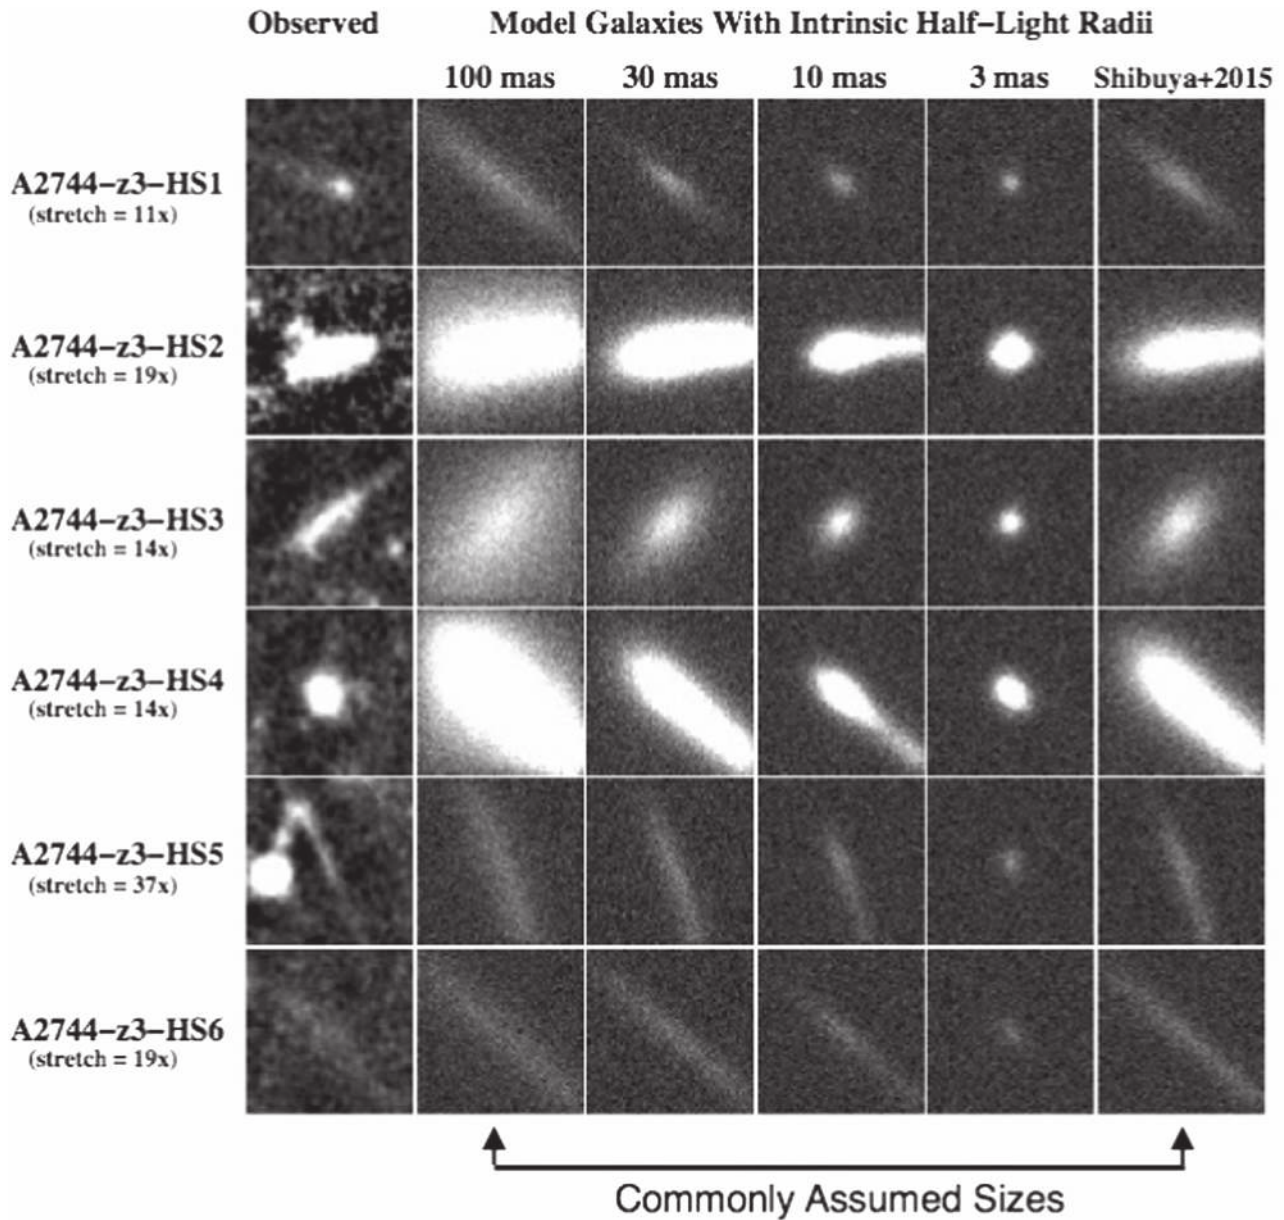 Observed Model Galaxies With Intrinsic Half–Light Radii
100 mas 30 mas 10 mas 3 mas Shibuya+2015
A2744–z3–HS1
(stretch = 11x)
A2744–z3–HS2
(stretch = 19x)
A2744–z3–HS3
(stretch = 14x)
A2744–z3–HS4
(stretch = 14x)
A2744–z3–HS5
(stretch = 37x)
A2744–z3–HS6
(stretch = 19x)
Commonly Assumed Sizes